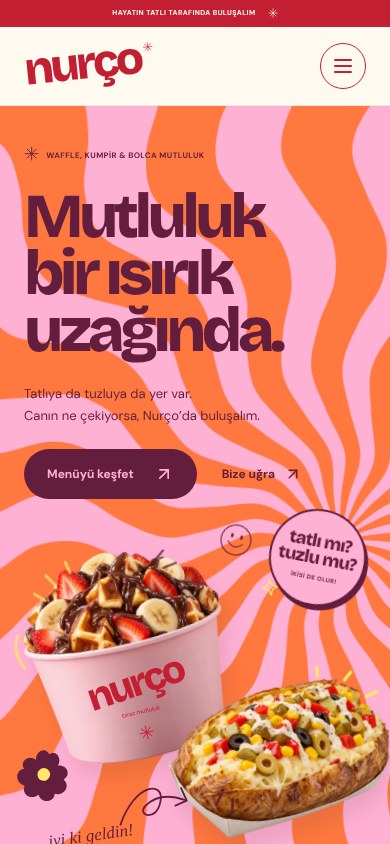 HAYATIN TATLI TARAFINDA BULUŞALIM
nurço
WAFFLE, KUMPİR & BOLCA MUTLULUK
Mutluluk
bir ısırık
uzağında.
Tatlıya da tuzluya da yer var.
Canın ne çekiyorsa, Nurço’da buluşalım.
Menüyü keşfet
Bize uğra
tatlı mı?
tuzlu mu?
İKİSİ DE OLUR!
nurço
biraz mutluluk
iyi ki geldin!